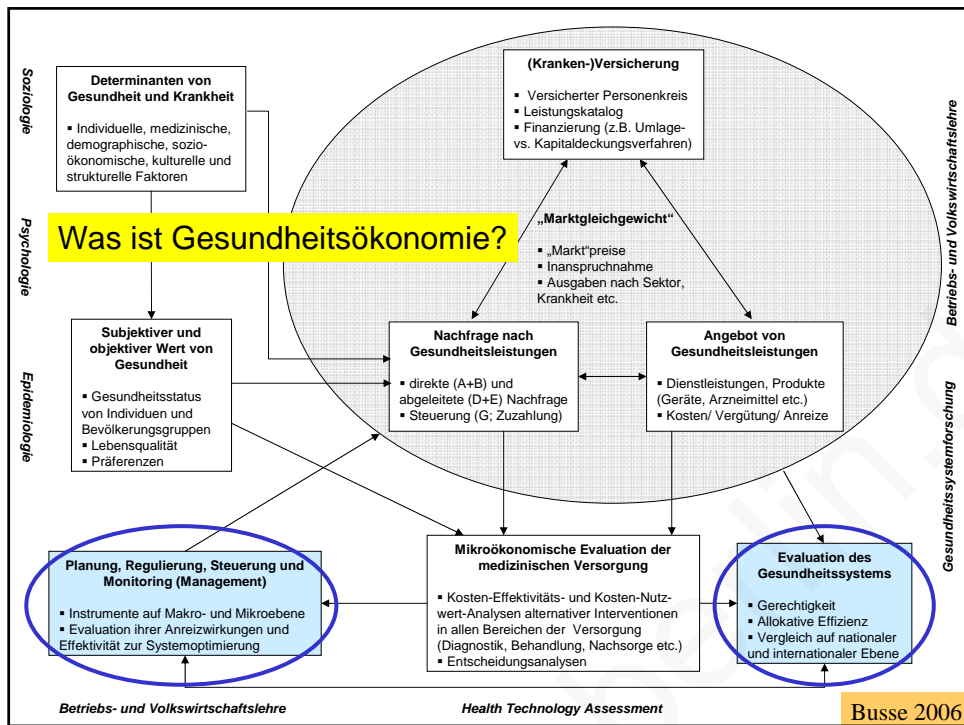 Soziologie
Determinanten von
Gesundheit und Krankheit
▪ Individuelle, medizinische,
demographische, sozio-
ökonomische, kulturelle und
strukturelle Faktoren
(Kranken-)Versicherung
▪ Versicherter Personenkreis
▪ Leistungskatalog
▪ Finanzierung (z.B. Umlage-
vs. Kapitaldeckungsverfahren)
Psychologie
Was ist Gesundheitsökonomie?
„Marktgleichgewicht“
▪ „Markt“preise
▪ Inanspruchnahme
▪ Ausgaben nach Sektor,
Krankheit etc.
Betriebs- und Volkswirtschaftslehre
Epidemiologie
Subjektiver und
objektiver Wert von
Gesundheit
▪ Gesundheitsstatus
von Individuen und
Bevölkerungsgruppen
▪ Lebensqualität
▪ Präferenzen
Nachfrage nach
Gesundheitsleistungen
▪ direkte (A+B) und
abgeleitete (D+E) Nachfrage
▪ Steuerung (G; Zuzahlung)
Angebot von
Gesundheitsleistungen
▪ Dienstleistungen, Produkte
(Geräte, Arzneimittel etc.)
▪ Kosten/ Vergütung/ Anreize
Gesundheitssystemforschung
Planung, Regulierung, Steuerung und
Monitoring (Management)
▪ Instrumente auf Makro- und Mikroebene
▪ Evaluation ihrer Anreizwirkungen und
Effektivität zur Systemoptimierung
Mikroökonomische Evaluation der
medizinischen Versorgung
▪ Kosten-Effektivitäts- und Kosten-Nutz-
wert-Analysen alternativer Interventionen
in allen Bereichen der Versorgung
(Diagnostik, Behandlung, Nachsorge etc.)
▪ Entscheidungsanalysen
Evaluation des
Gesundheitssystems
▪ Gerechtigkeit
▪ Allokative Effizienz
▪ Vergleich auf nationaler
und internationaler Ebene
Betriebs- und Volkswirtschaftslehre
Health Technology Assessment
Busse 2006